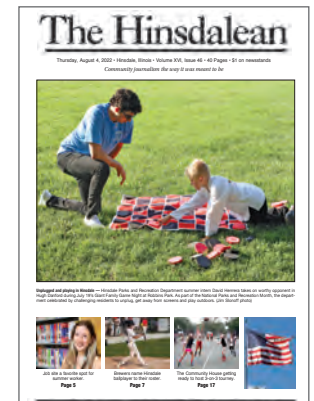 The Hinsdalean
Thursday, August 4, 2022 • Hinsdale, Illinois • Volume XVI, Issue 46 • 40 Pages • $1 on newsstands
Community journalism the way it was meant to be
Unplugged and playing in Hinsdale — Hinsdale Parks and Recreation Department summer intern David Herrera takes on worthy opponent in
Hugh Danford during July 19's Giant Family Game Night at Robbins Park. As part of the National Parks and Recreation Month, the depart-
ment celebrated by challenging residents to unplug, get away from screens and play outdoors. (Jim Slonoff photo)
Job site a favorite spot for
summer worker.
Page 5
Brewers name Hinsdale
ballplayer to their roster.
Page 7
The Community House getting
ready to host 3-on-3 tourney.
Page 17